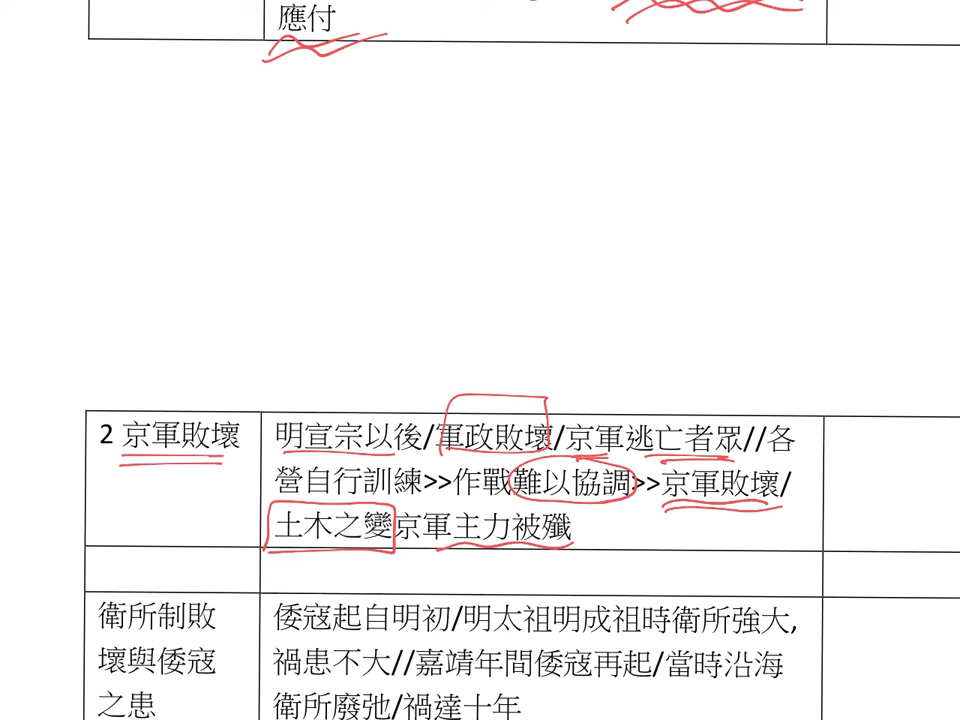 應付
2 京軍敗壞
明宣宗以後/軍政敗壞/京軍逃亡者眾//各
營自行訓練>>作戰難以協調>>京軍敗壞/
土木之變京軍主力被殲
衛所制敗
壞與倭寇
之患
倭寇起自明初/明太祖明成祖時衛所強大,
禍患不大//嘉靖年間倭寇再起/當時沿海
衛所廢弛/禍達十年